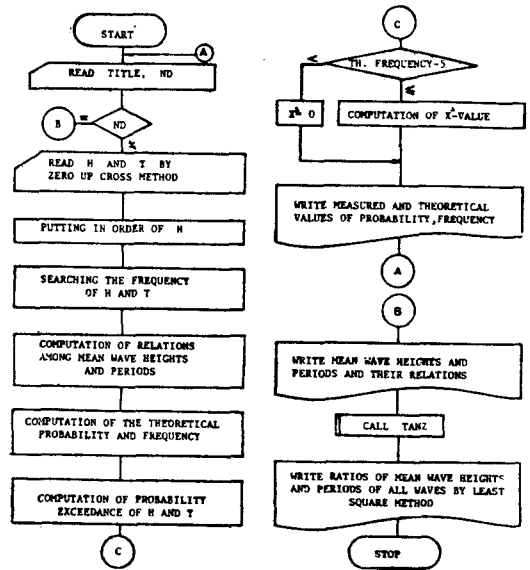 START
A
READ TITLE, ND
B
=
ND
≠
READ H AND T BY
ZERO UP CROSS METHOD
PUTTING IN ORDER OF H
SEARCHING THE FREQUENCY
OF H AND T
COMPUTATION OF RELATIONS
AMONG MEAN WAVE HEIGHTS
AND PERIODS
COMPUTATION OF THE THEORETICAL
PROBABILITY AND FREQUENCY
COMPUTATION OF PROBABILITY
EXCEEDANCE OF H AND T
C
C
<
TH. FREQUENCY-5
X² 0
COMPUTATION OF X²-VALUE
WRITE MEASURED AND THEORETICAL
VALUES OF PROBABILITY, FREQUENCY
A
B
WRITE MEAN WAVE HEIGHTS AND
PERIODS AND THEIR RELATIONS
CALL TANZ
WRITE RATIOS OF MEAN WAVE HEIGHTS
AND PERIODS OF ALL WAVES BY LEAST
SQUARE METHOD
STOP